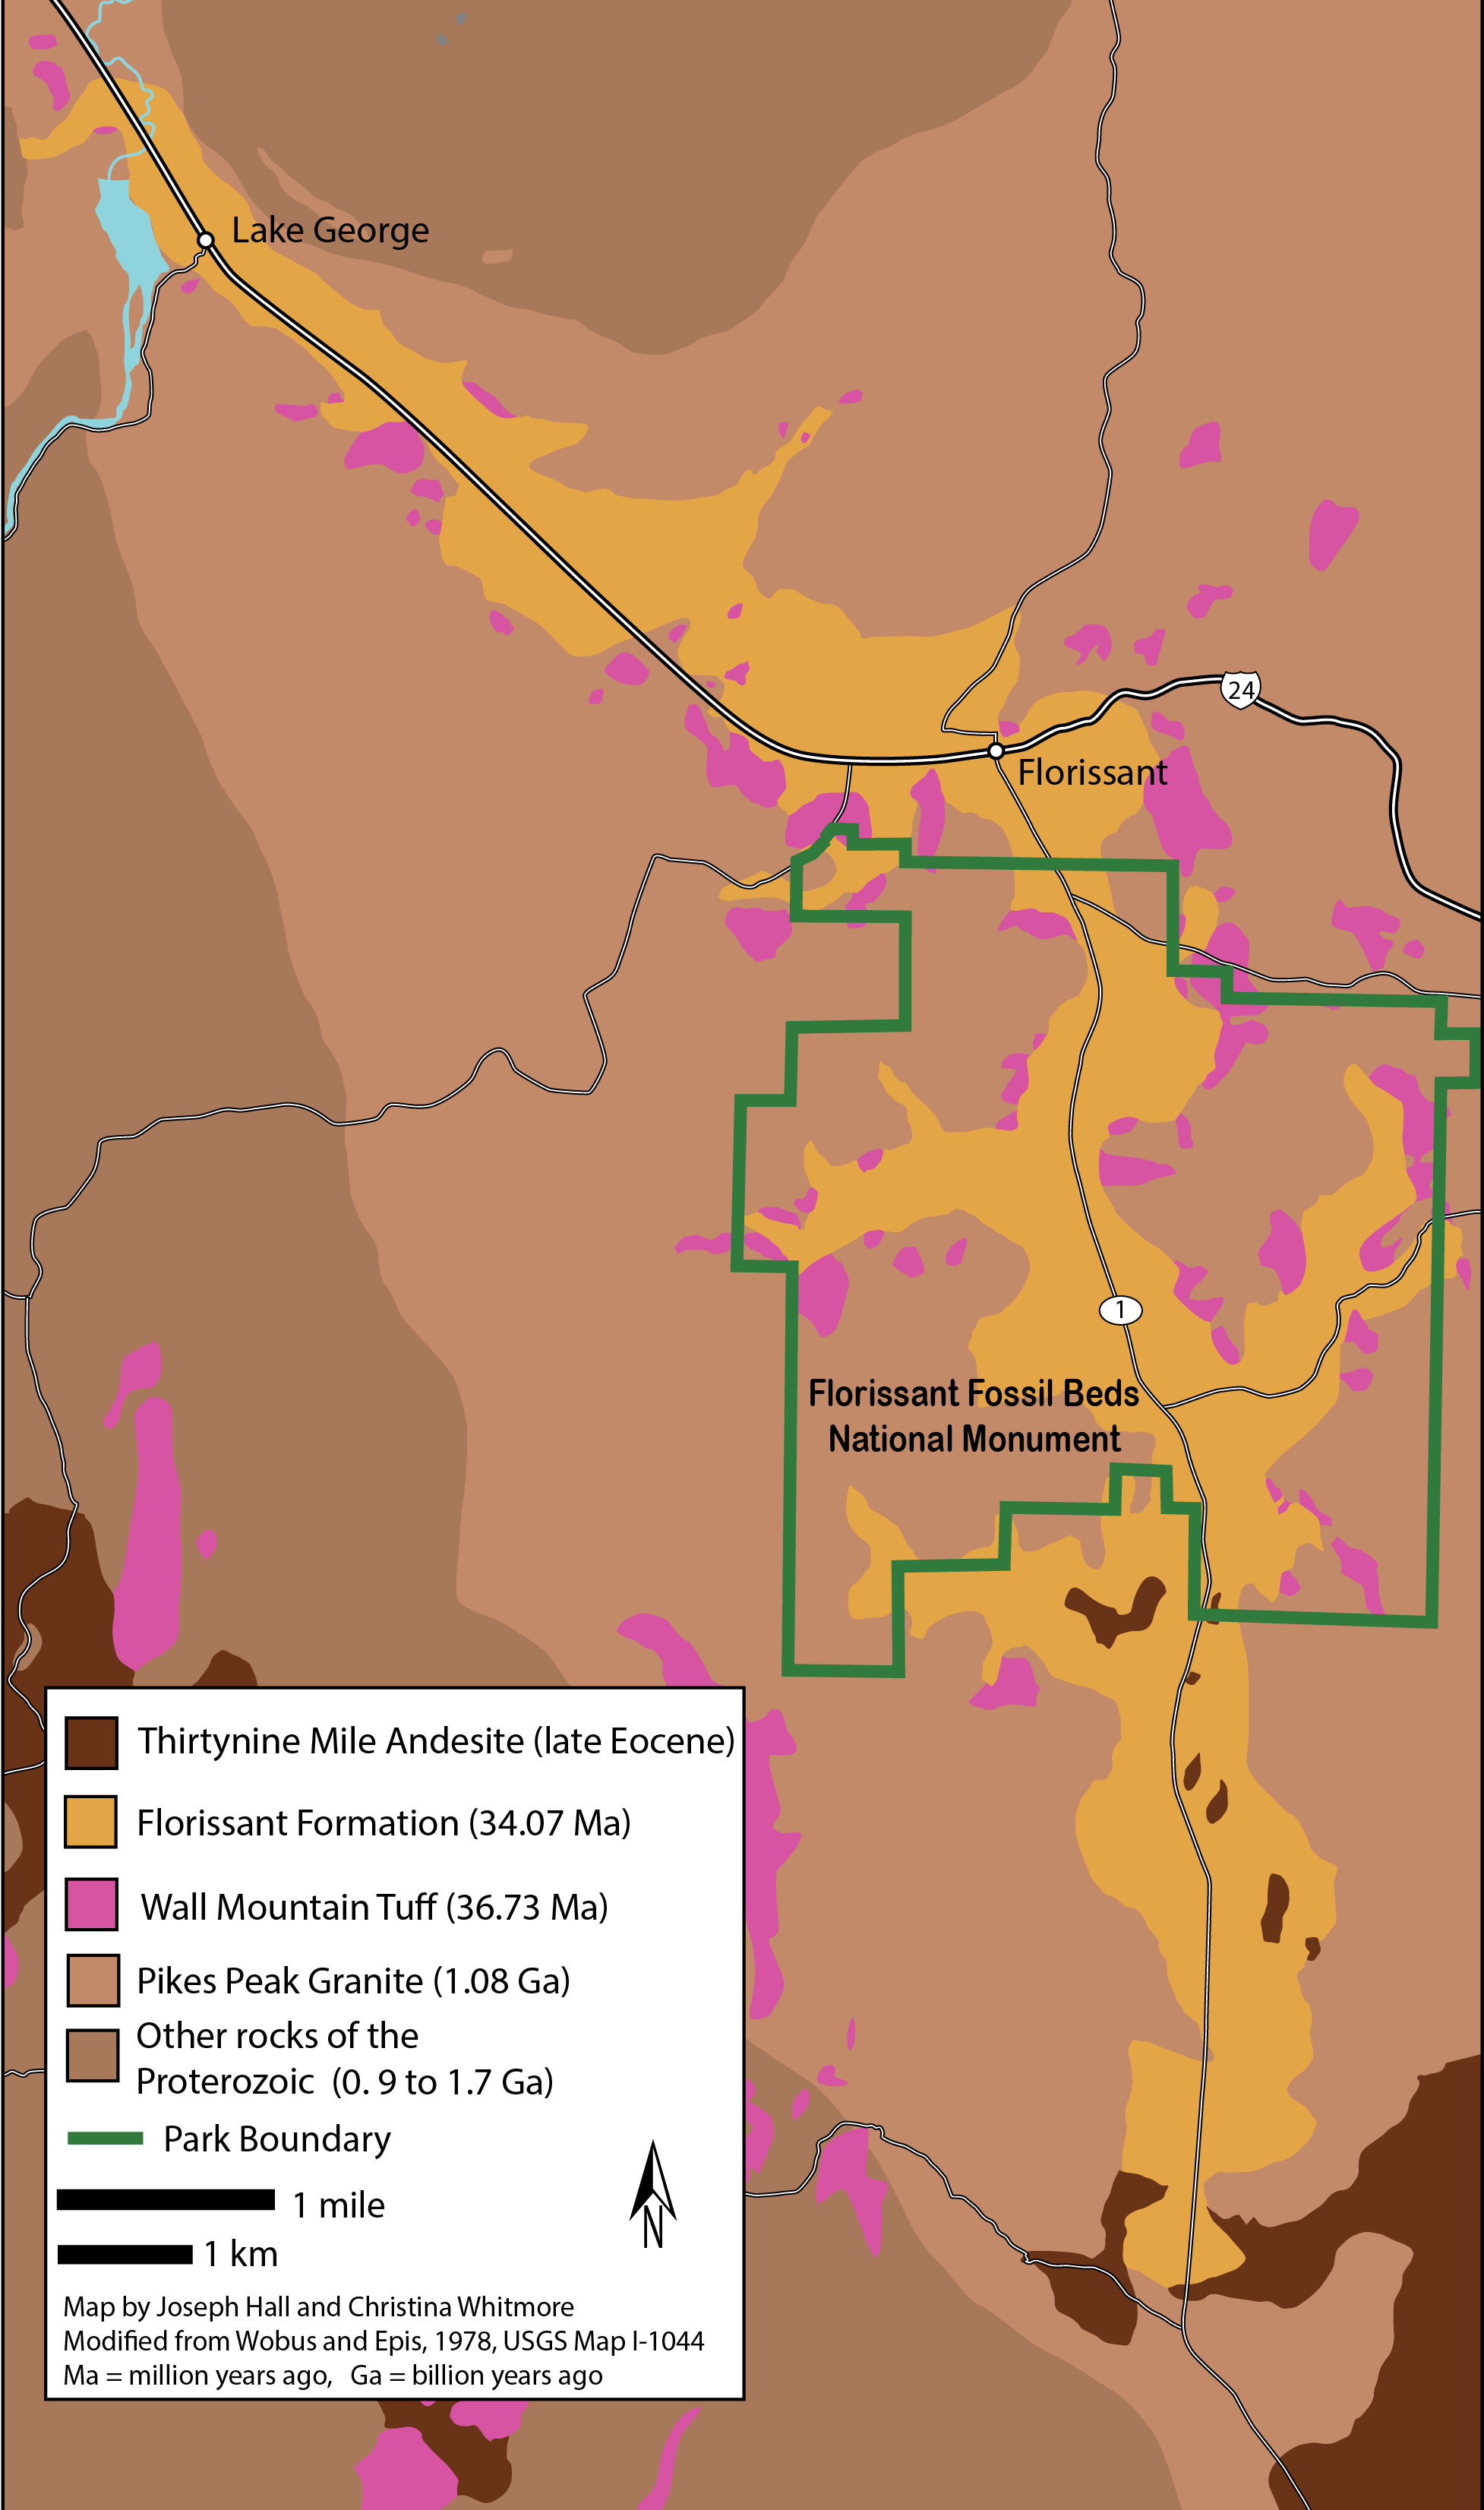 Lake George
24
Florissant
1
Florissant Fossil Beds
National Monument
Thirtynine Mile Andesite (late Eocene)
Florissant Formation (34.07 Ma)
Wall Mountain Tuff (36.73 Ma)
Pikes Peak Granite (1.08 Ga)
Other rocks of the
Proterozoic (0. 9 to 1.7 Ga)
Park Boundary
1 mile
1 km
N
Map by Joseph Hall and Christina Whitmore
Modified from Wobus and Epis, 1978, USGS Map I-1044
Ma = million years ago, Ga = billion years ago